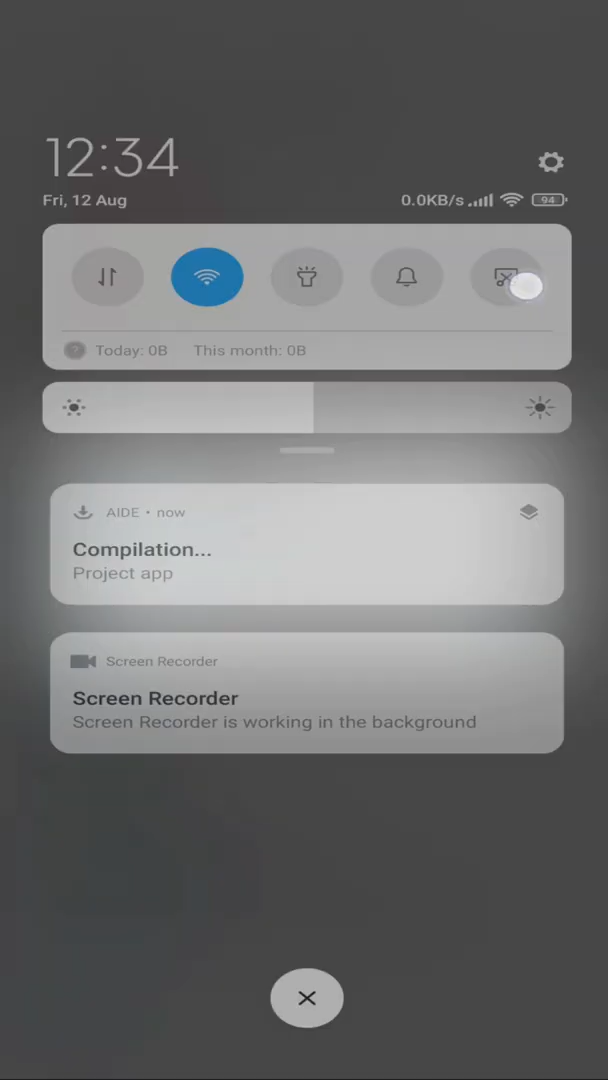 12:34
Fri, 12 Aug
0.0KB/s
94
Today: 0B
This month: 0B
AIDE • now
Compilation...
Project app
Screen Recorder
Screen Recorder
Screen Recorder is working in the background